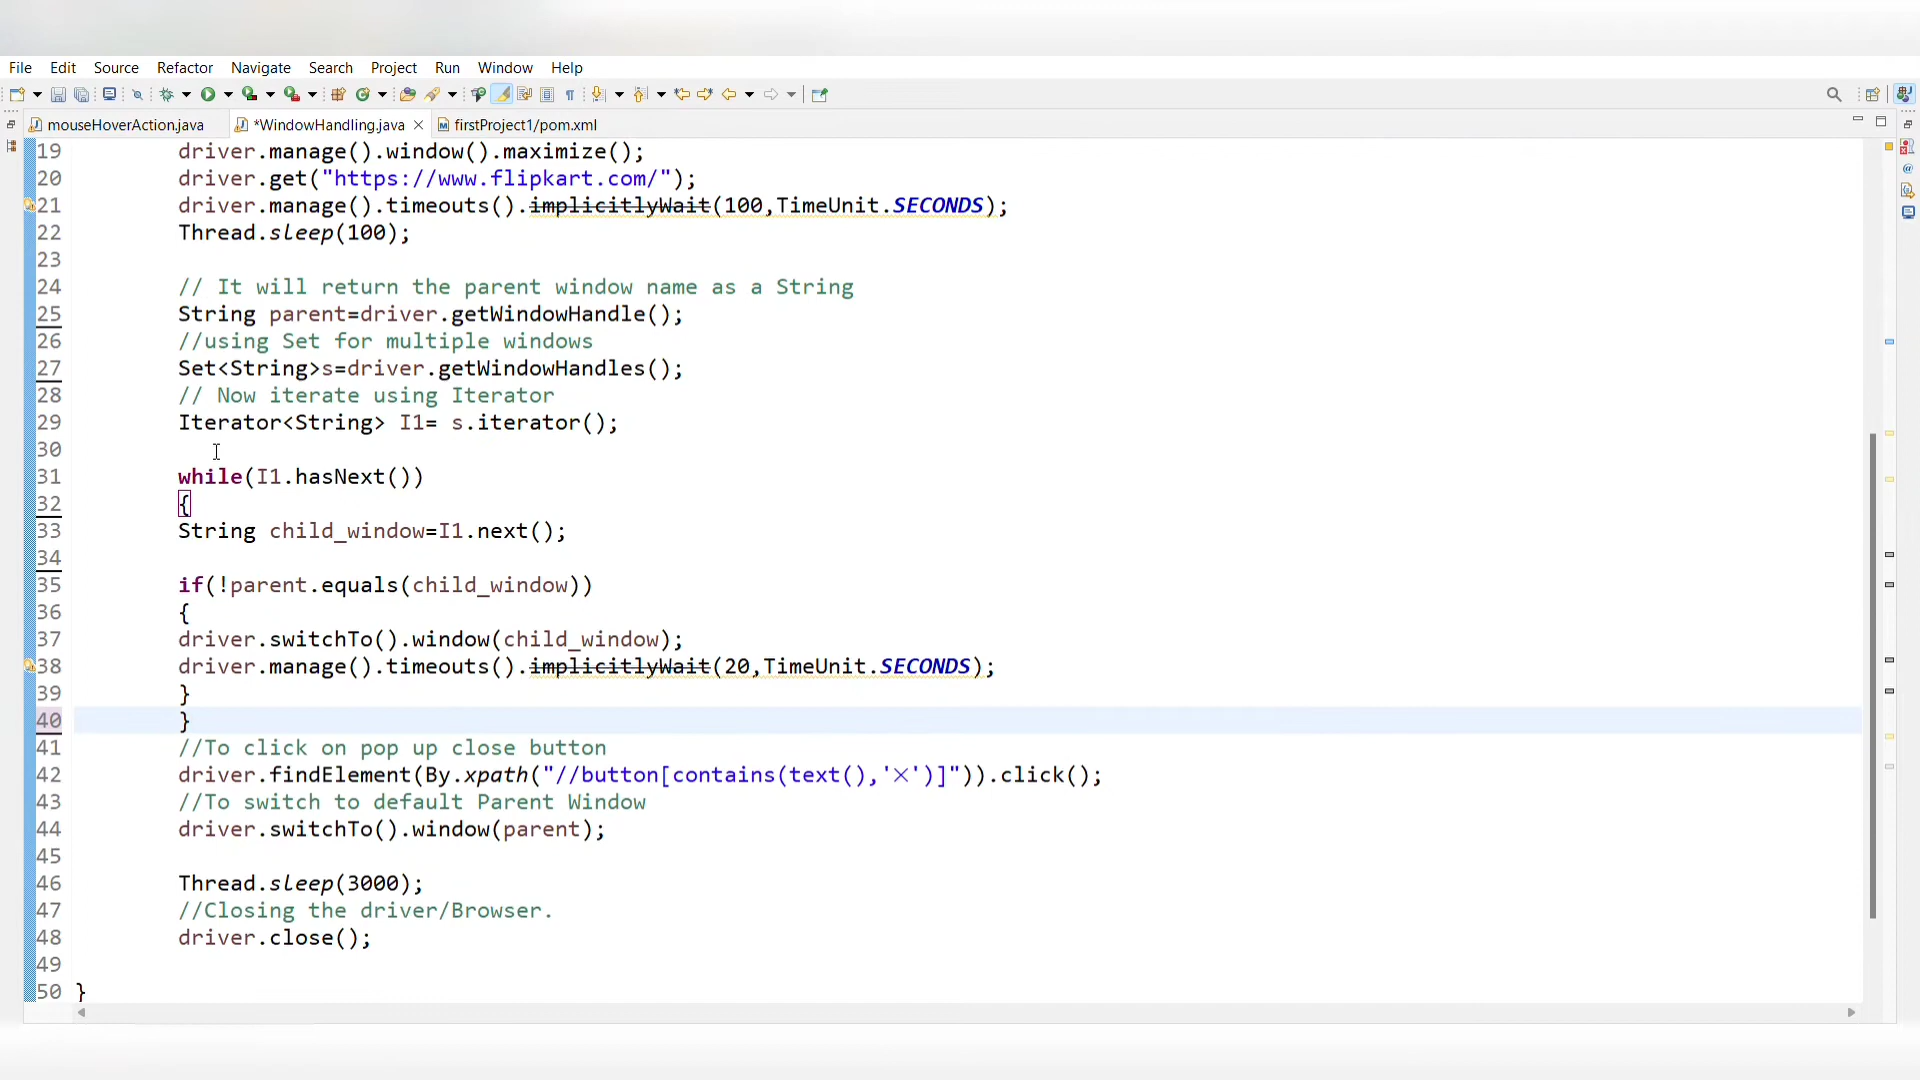 File Edit Source Refactor Navigate Search Project Run Window Help
mouseHoverAction.java *WindowHandling.java firstProject1/pom.xml
19 driver.manage().window().maximize();
20 driver.get("https://www.flipkart.com/");
21 driver.manage().timeouts().implicitlyWait(100,TimeUnit.SECONDS);
22 Thread.sleep(100);
23
24 // It will return the parent window name as a String
25 String parent=driver.getWindowHandle();
26 //using Set for multiple windows
27 Set<String>s=driver.getWindowHandles();
28 // Now iterate using Iterator
29 Iterator<String> I1= s.iterator();
30
31 while(I1.hasNext())
32 {
33 String child_window=I1.next();
34
35 if(!parent.equals(child_window))
36 {
37 driver.switchTo().window(child_window);
38 driver.manage().timeouts().implicitlyWait(20,TimeUnit.SECONDS);
39 }
40 }
41 //To click on pop up close button
42 driver.findElement(By.xpath("//button[contains(text(),'✕')]")).click();
43 //To switch to default Parent Window
44 driver.switchTo().window(parent);
45
46 Thread.sleep(3000);
47 //Closing the driver/Browser.
48 driver.close();
49
50 }